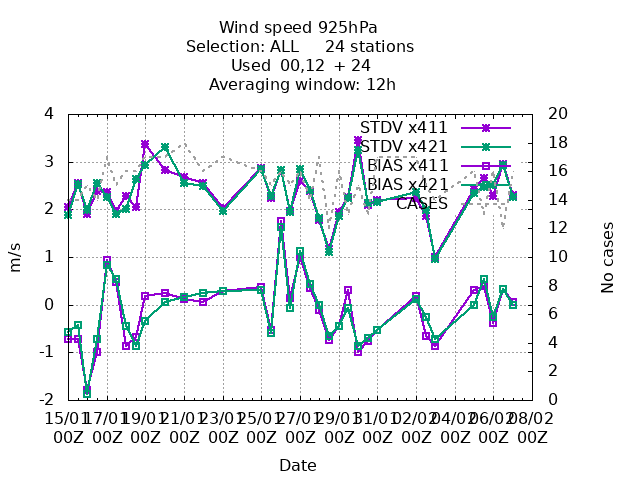 Wind speed 925hPa
Selection: ALL 24 stations
Used 00,12 + 24
Averaging window: 12h
4 20
STDV x411
18
STDV x421
3 16
BIAS x411
BIAS x421
14
CASES
2
12
1 10
8
0
6
-1 4
2
-2 0
m/s
No cases
15/01 17/01 19/01 21/01 23/01 25/01 27/01 29/01 31/01 02/02 04/02 06/02 08/02
00Z 00Z 00Z 00Z 00Z 00Z 00Z 00Z 00Z 00Z 00Z 00Z 00Z
Date